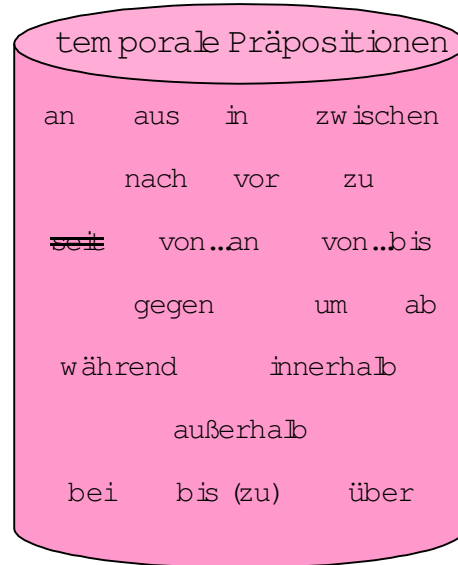 temporale Präpositionen
an aus in zwischen
nach vor zu
seit von...an von...bis
gegen um ab
während innerhalb
außerhalb
bei bis (zu) über